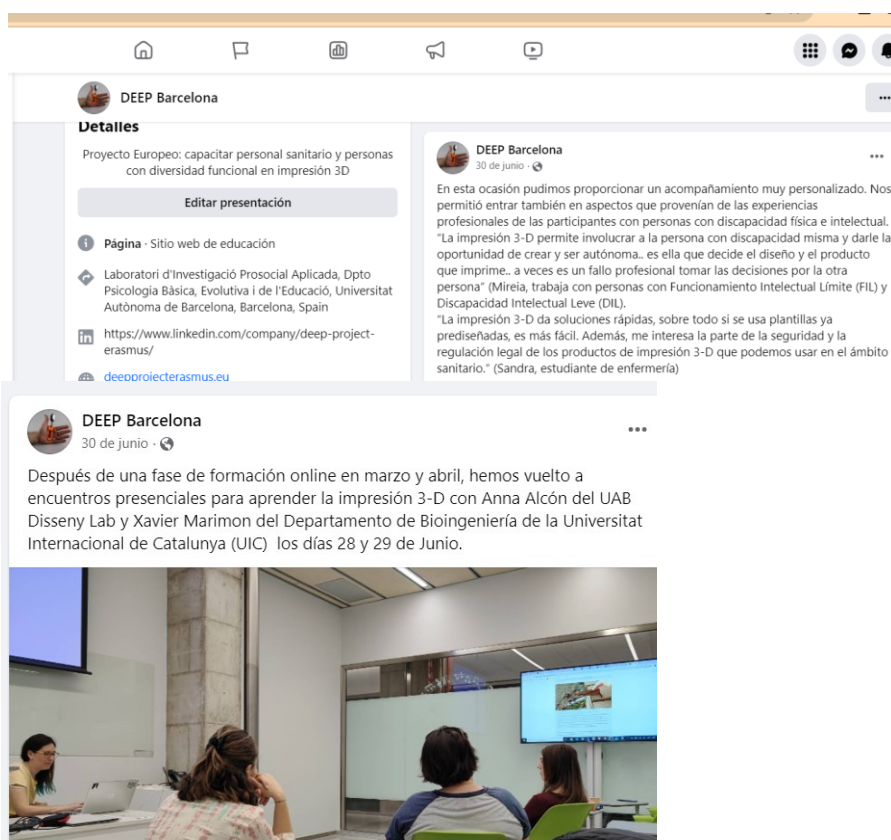 DEEP Barcelona
Detalles
Proyecto Europeo: capacitar personal sanitario y personas
con diversidad funcional en impresión 3D
Editar presentación
Página · Sitio web de educación
Laboratori d'Investigació Prosocial
Aplicada, Dpto
Psicologia Bàsica, Evolutiva i de l'Educació, Universitat
Autònoma de Barcelona, Barcelona, Spain
https://www.linkedin.com/company/deep-project-
erasmus/
deepprojecterasmus.eu
DEEP Barcelona
30 de junio ·
En esta ocasión pudimos proporcionar un acompañamiento muy personalizado. Nos
permitió entrar también en aspectos que provenían de las experiencias
profesionales de las participantes con personas con discapacidad física e intelectual.
"La impresión 3-D permite involucrar a la persona con discapacidad misma y darle la
oportunidad de crear y ser autónoma.. es ella que decide el diseño y el producto
que imprime.. a veces es un fallo profesional tomar las decisiones por la otra
persona" (Mireia, trabaja con personas con Funcionamiento Intelectual Límite (FIL) y
Discapacidad Intelectual Leve (DIL).
"La impresión 3-D da soluciones rápidas, sobre todo si se usa plantillas ya
prediseñadas, es más fácil. Además, me interesa la parte de la seguridad y la
regulación legal de los productos de impresión 3-D que podemos usar en el ámbito
sanitario." (Sandra, estudiante de enfermería)
DEEP Barcelona
30 de junio ·
Después de una fase de formación online en marzo y abril, hemos vuelto a
encuentros presenciales para aprender la impresión 3-D con Anna Alcón del UAB
Disseny Lab y Xavier Marimon del Departamento de Bioingeniería de la Universitat
Internacional de Catalunya (UIC) los días 28 y 29 de Junio.